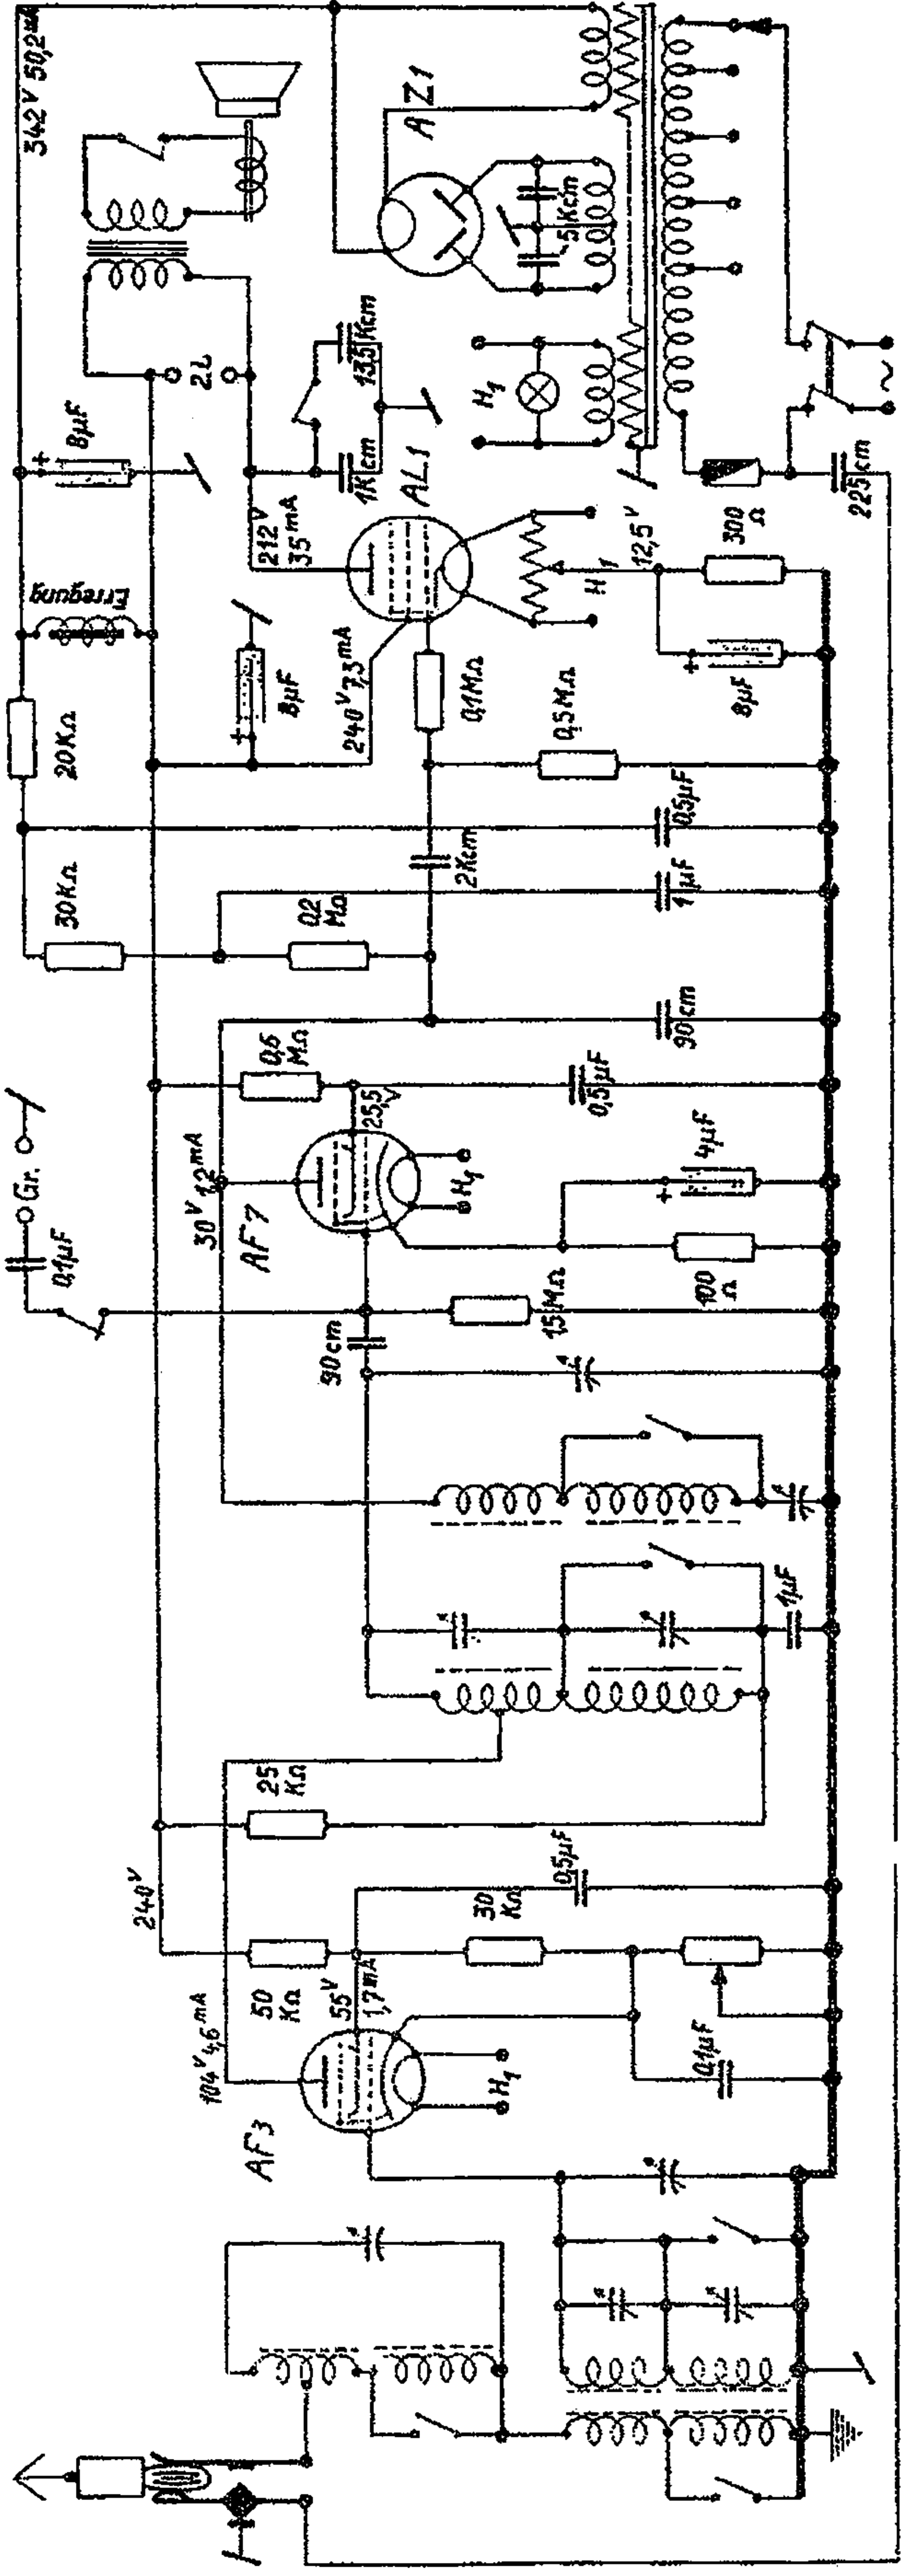 104V 4,6mA
AF3
H1
240V
50
KΩ
55V
1,7mA
30
KΩ
0,5µF
0,1µF
25
KΩ
1µF
0,1µF
Gr.
90cm
30V 1,2mA
AF7
H1
1,5MΩ
100
Ω
4µF
0,6
MΩ
25,5
V
0,5µF
90cm
30KΩ
0,2
MΩ
1µF
20KΩ
2Kcm
0,5µF
Erregung
8µF
240V 7,3mA
0,1MΩ
0,5MΩ
8µF
8µF
212V
35mA
AL1
H1
12,5V
300
Ω
2L
1Kcm
135Kcm
225cm
342V 50,2mA
H1
5Kcm
AZ1
~